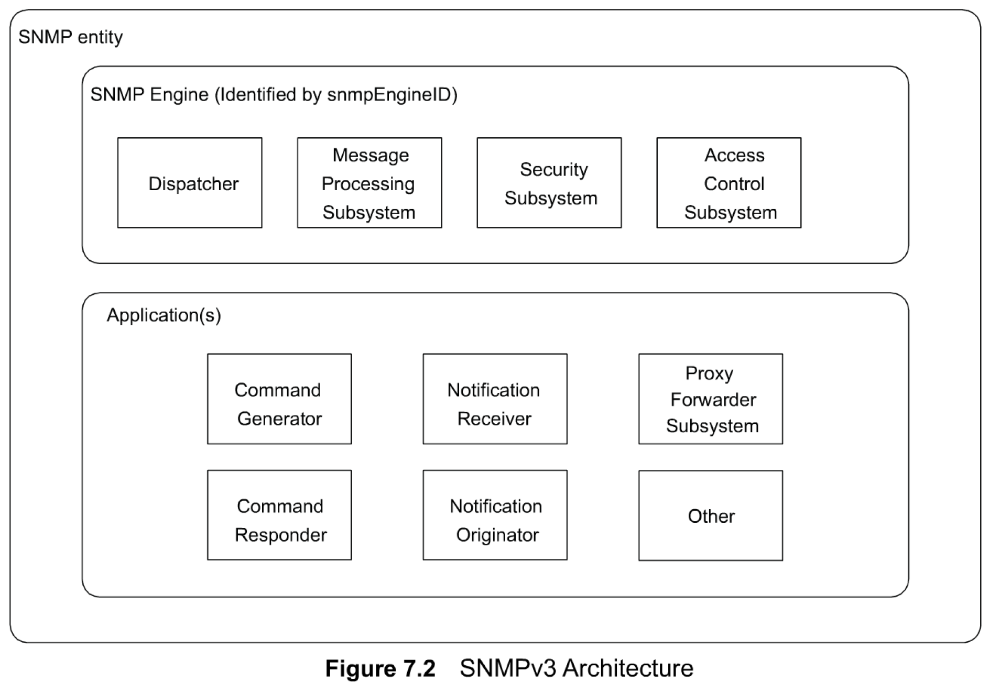 SNMP entity
SNMP Engine (Identified by snmpEngineID)
Dispatcher
Message
Processing
Subsystem
Security
Subsystem
Access
Control
Subsystem
Application(s)
Command
Generator
Notification
Receiver
Proxy
Forwarder
Subsystem
Command
Responder
Notification
Originator
Other
Figure 7.2 SNMPv3 Architecture